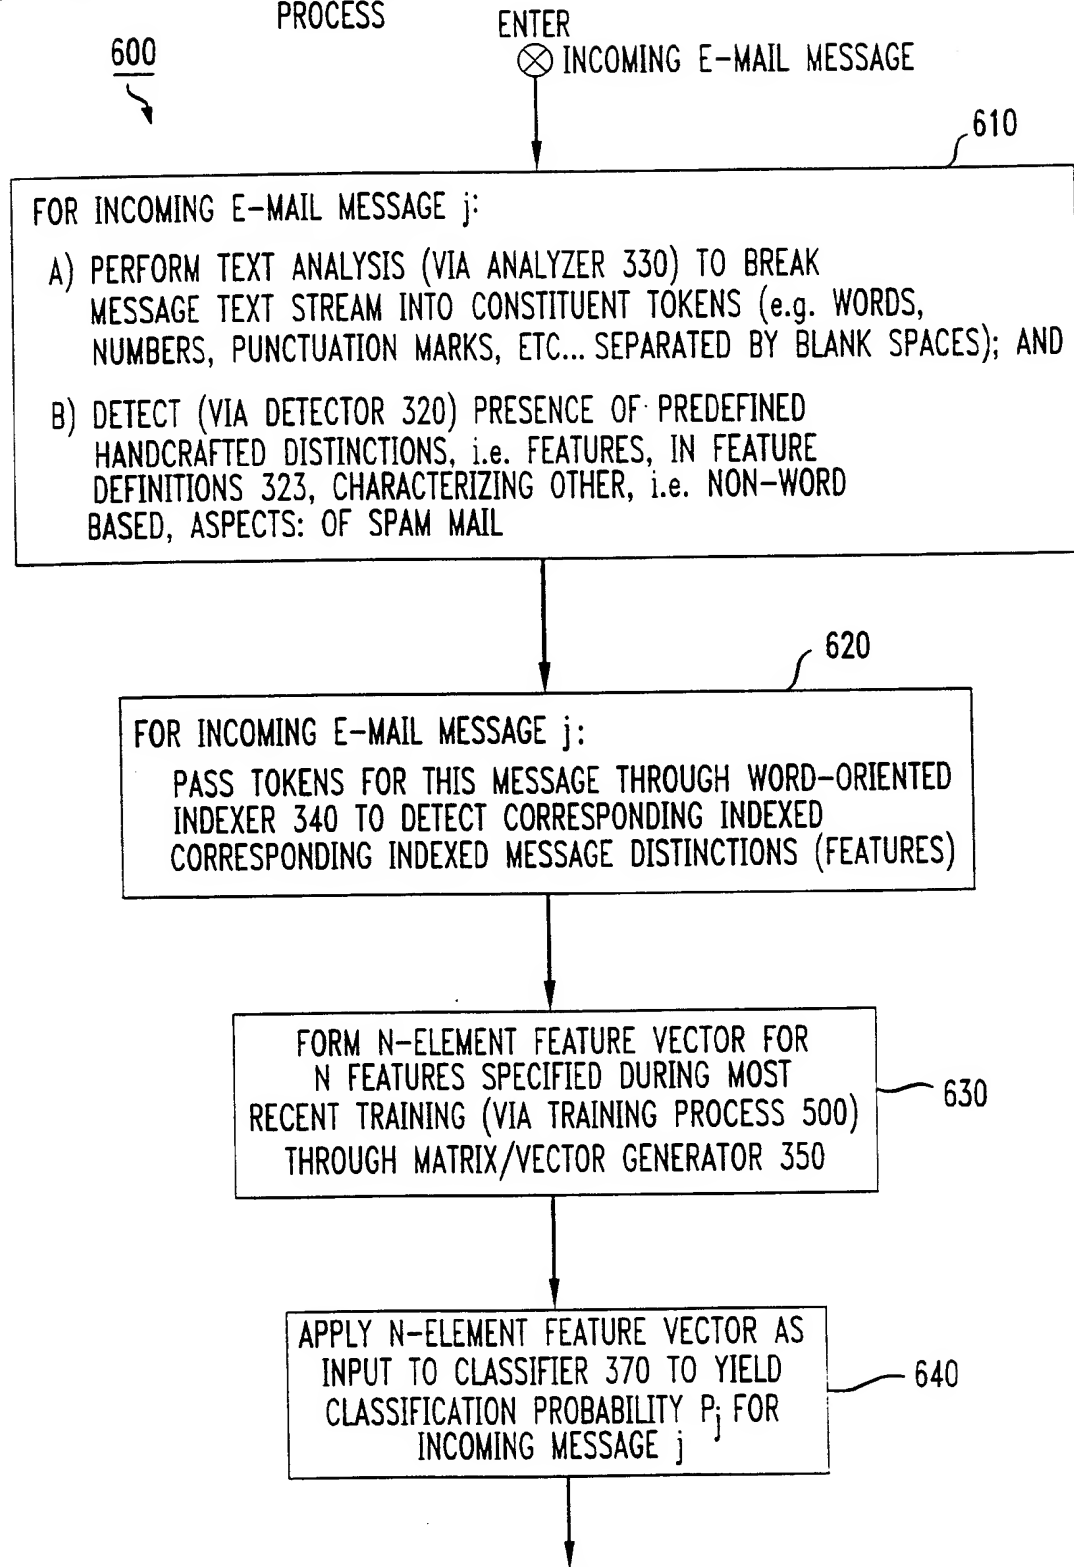 PROCESS
600
ENTER
INCOMING E-MAIL MESSAGE
610
FOR INCOMING E-MAIL MESSAGE j:
A) PERFORM TEXT ANALYSIS (VIA ANALYZER 330) TO BREAK
MESSAGE TEXT STREAM INTO CONSTITUENT TOKENS (e.g. WORDS,
NUMBERS, PUNCTUATION MARKS, ETC... SEPARATED BY BLANK SPACES); AND
B) DETECT (VIA DETECTOR 320) PRESENCE OF PREDEFINED
HANDCRAFTED DISTINCTIONS, i.e. FEATURES, IN FEATURE
DEFINITIONS 323, CHARACTERIZING OTHER, i.e. NON-WORD
BASED, ASPECTS: OF SPAM MAIL
620
FOR INCOMING E-MAIL MESSAGE j:
PASS TOKENS FOR THIS MESSAGE THROUGH WORD-ORIENTED
INDEXER 340 TO DETECT CORRESPONDING INDEXED
CORRESPONDING INDEXED MESSAGE DISTINCTIONS (FEATURES)
FORM N-ELEMENT FEATURE VECTOR FOR
N FEATURES SPECIFIED DURING MOST
RECENT TRAINING (VIA TRAINING PROCESS 500)
THROUGH MATRIX/VECTOR GENERATOR 350
630
APPLY N-ELEMENT FEATURE VECTOR AS
INPUT TO CLASSIFIER 370 TO YIELD
CLASSIFICATION PROBABILITY Pj FOR
INCOMING MESSAGE j
640